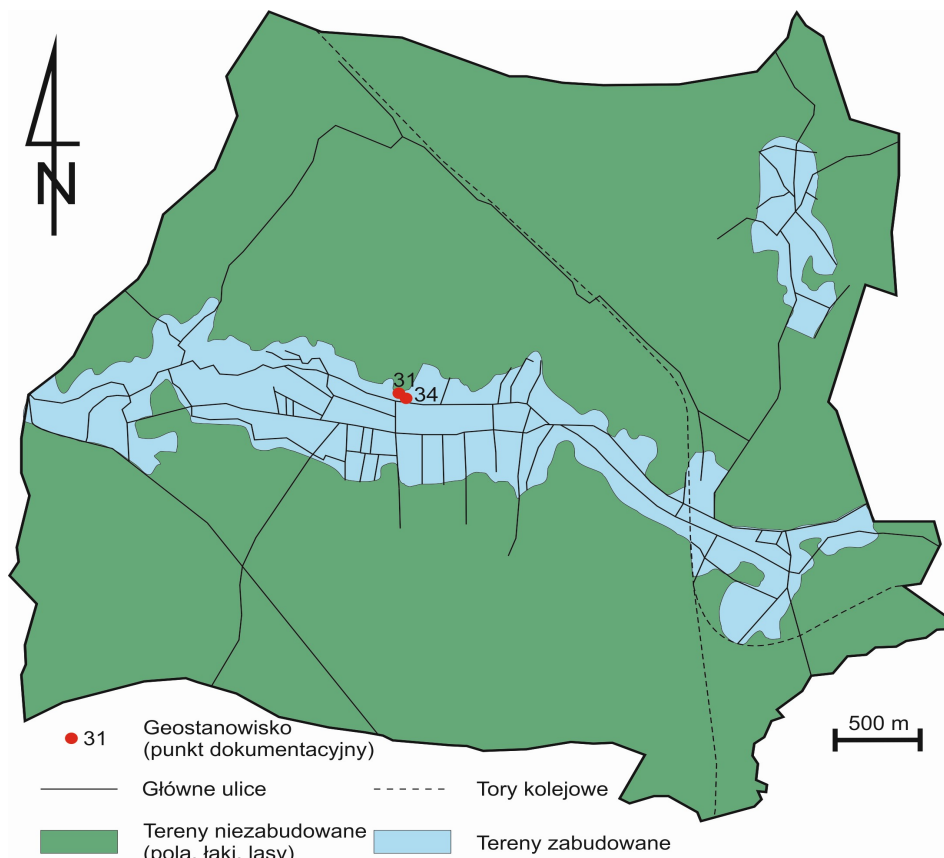 N
31
34
31
Geostanowisko
(punkt dokumentacyjny)
500 m
Główne ulice
Tory kolejowe
Tereny niezabudowane
(pola, łąki, lasy)
Tereny zabudowane